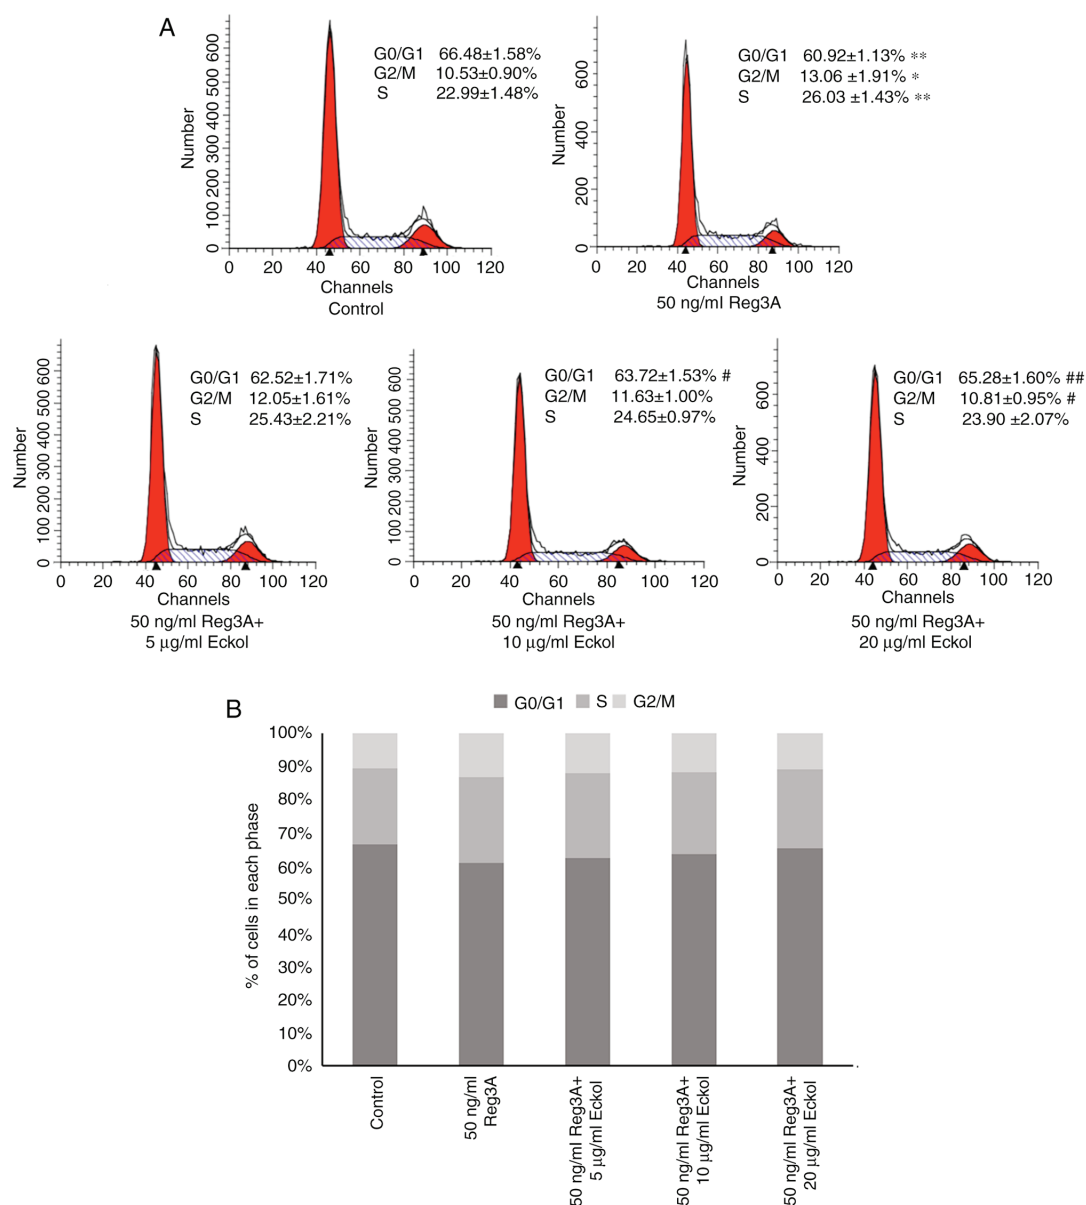 A
G0/G1 66.48±1.58%
G2/M 10.53±0.90%
S 22.99±1.48%
Number
600
500
400
300
200
100
0
0 20 40 60 80 100 120
Channels
Control
G0/G1 60.92±1.13% **
G2/M 13.06 ±1.91% *
S 26.03 ±1.43% **
Number
600
400
200
0
0 20 40 60 80 100 120
Channels
50 ng/ml Reg3A
G0/G1 62.52±1.71%
G2/M 12.05±1.61%
S 25.43±2.21%
Number
600
500
400
300
200
100
0
0 20 40 60 80 100 120
Channels
50 ng/ml Reg3A+
5 µg/ml Eckol
G0/G1 63.72±1.53% #
G2/M 11.63±1.00%
S 24.65±0.97%
Number
600
500
400
300
200
100
0
0 20 40 60 80 100 120
Channels
50 ng/ml Reg3A+
10 µg/ml Eckol
G0/G1 65.28±1.60% ##
G2/M 10.81±0.95% #
S 23.90 ±2.07%
Number
600
400
200
0
0 20 40 60 80 100 120
Channels
50 ng/ml Reg3A+
20 µg/ml Eckol
B
G0/G1 S G2/M
% of cells in each phase
100%
90%
80%
70%
60%
50%
40%
30%
20%
10%
0%
Control
50 ng/ml
Reg3A
50 ng/ml Reg3A+
5 µg/ml Eckol
50 ng/ml Reg3A+
10 µg/ml Eckol
50 ng/ml Reg3A+
20 µg/ml Eckol